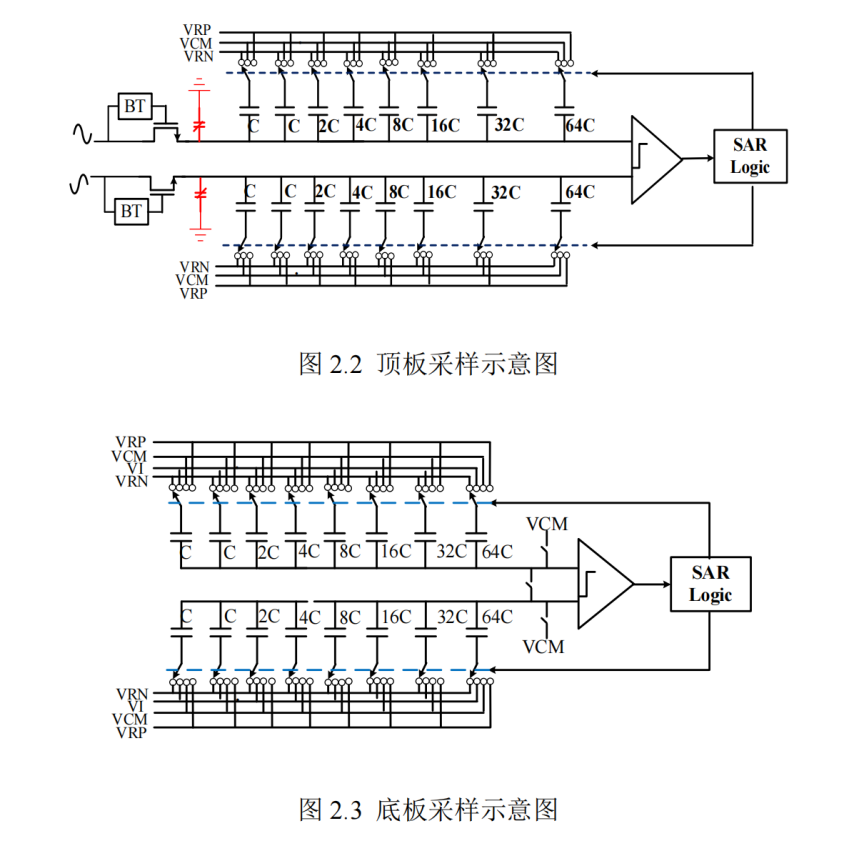 VRP
VCM
VRN
BT
C C 2C 4C 8C 16C 32C 64C
SAR
Logic
C C 2C 4C 8C 16C 32C 64C
BT
VRN
VCM
VRP
图 2.2 顶板采样示意图
VRP
VCM
VI
VRN
VCM
C C 2C 4C 8C 16C 32C 64C
SAR
Logic
C C 2C 4C 8C 16C 32C 64C
VCM
VRN
VI
VCM
VRP
图 2.3 底板采样示意图